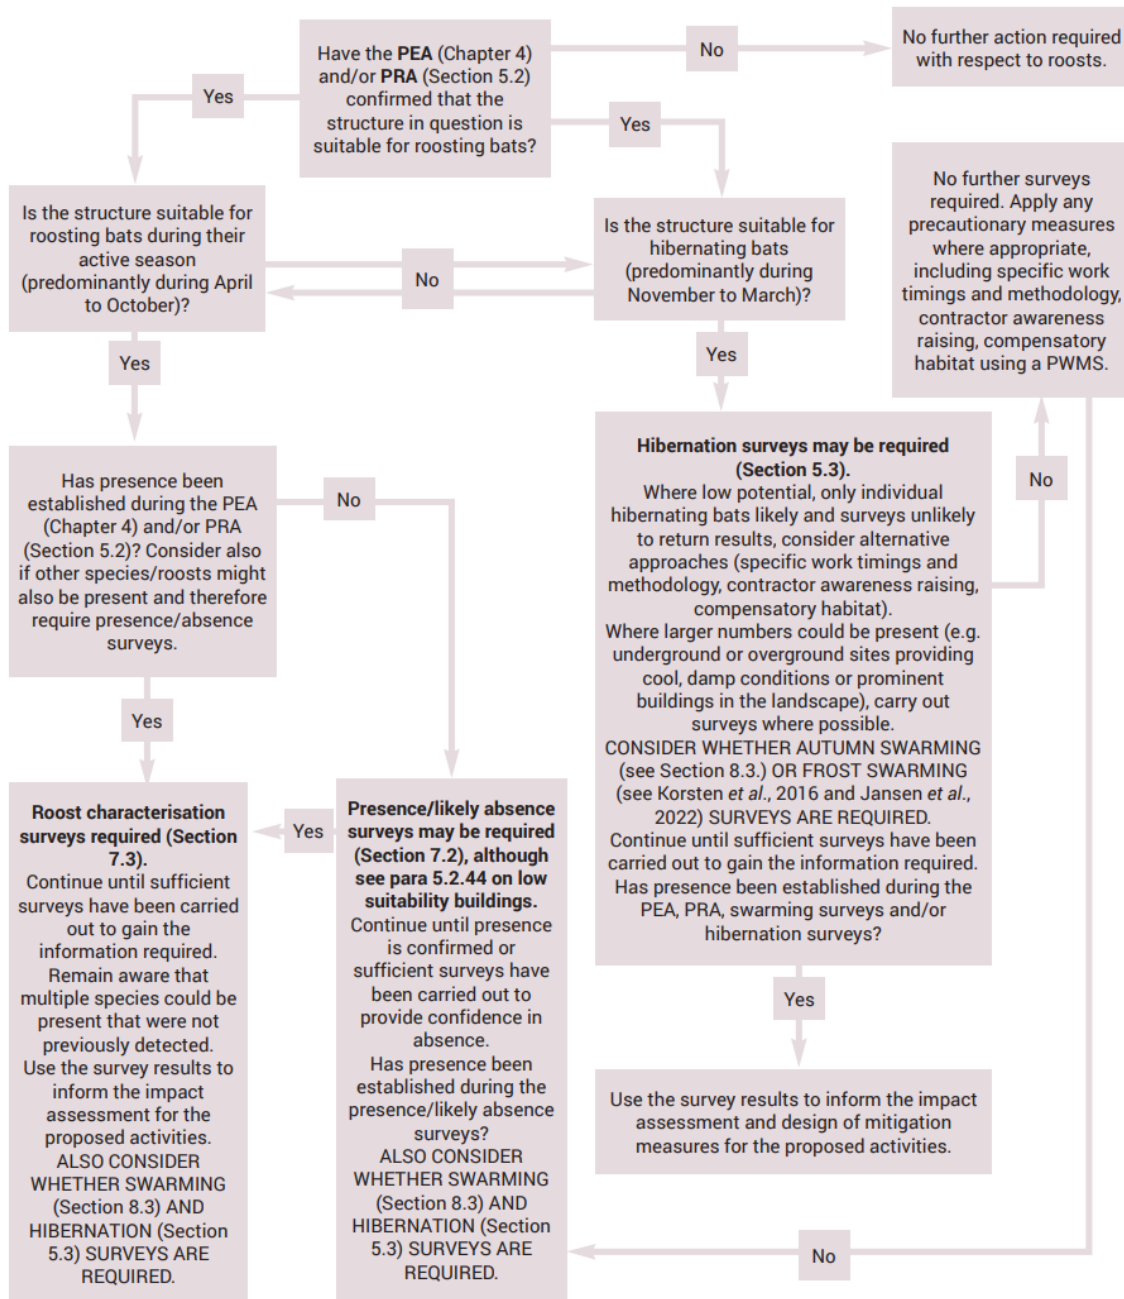 Have the PEA (Chapter 4)
and/or PRA (Section 5.2)
confirmed that the
structure in question is
suitable for roosting bats?
No
No further action required
with respect to roosts.
Yes
Yes
Is the structure suitable for
roosting bats during their
active season
(predominantly during April
to October)?
No
Is the structure suitable for
hibernating bats
(predominantly during
November to March)?
No further surveys
required. Apply any
precautionary measures
where appropriate,
including specific work
timings and methodology,
contractor awareness
raising, compensatory
habitat using a PWMS.
Yes
Yes
Has presence been
established during the PEA
(Chapter 4) and/or PRA
(Section 5.2)? Consider also
if other species/roosts might
also be present and therefore
require presence/absence
surveys.
No
Hibernation surveys may be required
(Section 5.3).
Where low potential, only individual
hibernating bats likely and surveys unlikely
to return results, consider alternative
approaches (specific work timings and
methodology, contractor awareness raising,
compensatory habitat).
Where larger numbers could be present (e.g.
underground or overground sites providing
cool, damp conditions or prominent
buildings in the landscape), carry out
surveys where possible.
CONSIDER WHETHER AUTUMN SWARMING
(see Section 8.3.) OR FROST SWARMING
(see Korsten et al., 2016 and Jansen et al.,
2022) SURVEYS ARE REQUIRED.
Continue until sufficient surveys have been
carried out to gain the information required.
Has presence been established during the
PEA, PRA, swarming surveys and/or
hibernation surveys?
No
Yes
Roost characterisation
surveys required (Section
7.3).
Continue until sufficient
surveys have been carried
out to gain the
information required.
Remain aware that
multiple species could be
present that were not
previously detected.
Use the survey results to
inform the impact
assessment for the
proposed activities.
ALSO CONSIDER
WHETHER SWARMING
(Section 8.3) AND
HIBERNATION (Section
5.3) SURVEYS ARE
REQUIRED.
Yes
Presence/likely absence
surveys may be required
(Section 7.2), although
see para 5.2.44 on low
suitability buildings.
Continue until presence
is confirmed or
sufficient surveys have
been carried out to
provide confidence in
absence.
Has presence been
established during the
presence/likely absence
surveys?
ALSO CONSIDER
WHETHER SWARMING
(Section 8.3) AND
HIBERNATION (Section
5.3) SURVEYS ARE
REQUIRED.
Yes
Use the survey results to inform the impact
assessment and design of mitigation
measures for the proposed activities.
No